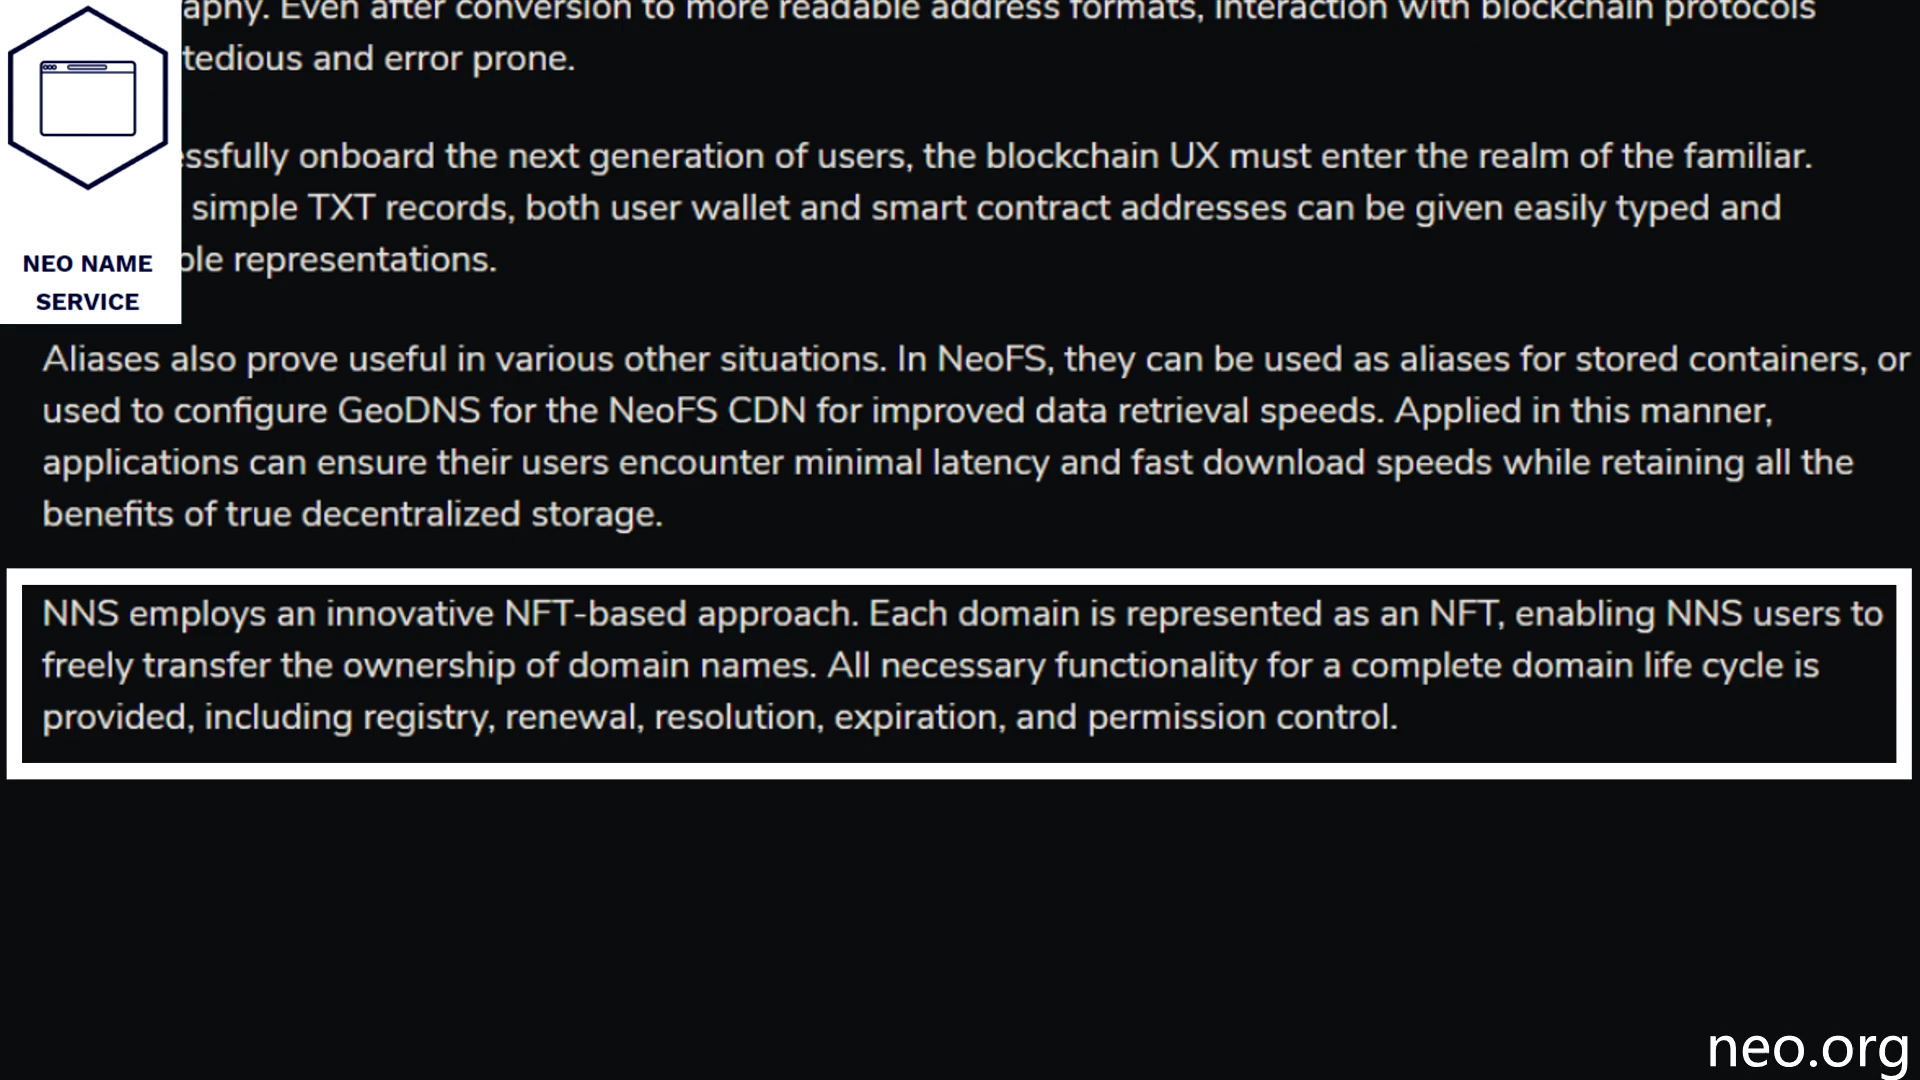 Even after conversion to more readable address formats, interaction with blockchain protocols
tedious and error prone.
onboard the next generation of users, the blockchain UX must enter the realm of the familiar.
simple TXT records, both user wallet and smart contract addresses can be given easily typed and
representations.
NEO NAME
SERVICE
Aliases also prove useful in various other situations. In NeoFS, they can be used as aliases for stored containers, or
used to configure GeoDNS for the NeoFS CDN for improved data retrieval speeds. Applied in this manner,
applications can ensure their users encounter minimal latency and fast download speeds while retaining all the
benefits of true decentralized storage.
NNS employs an innovative NFT-based approach. Each domain is represented as an NFT, enabling NNS users to
freely transfer the ownership of domain names. All necessary functionality for a complete domain life cycle is
provided, including registry, renewal, resolution, expiration, and permission control.
neo.org